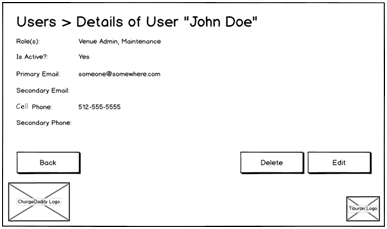 Users > Details of User "John Doe"
Role(s): Venue Admin, Maintenance
Is Active?: Yes
Primary Email: someone@somewhere.com
Secondary Email:
Cell Phone: 512-555-5555
Secondary Phone:
Back Delete Edit
ChargeDaddy Logo Tiburon Logo